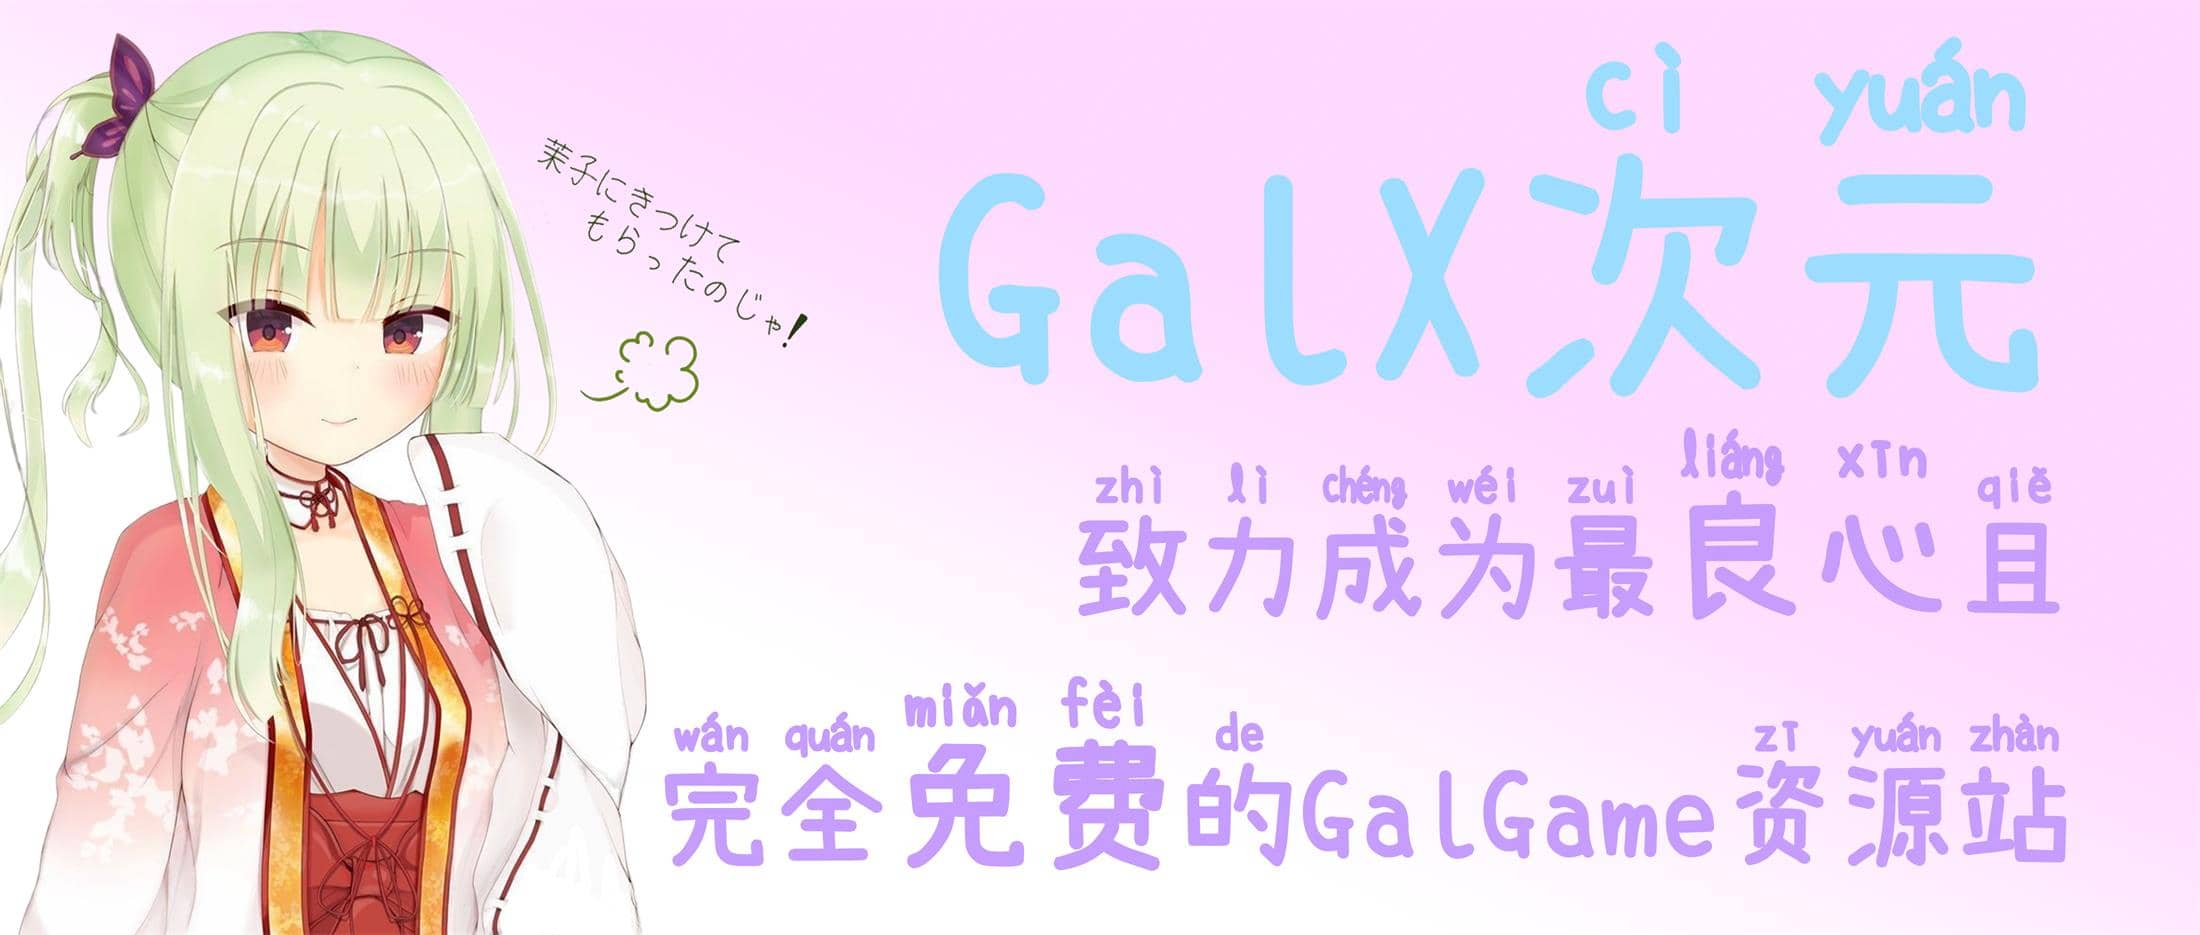 茉子にきつけて
もらったのじゃ!
cì yuán
GalX次元
zhì lì chéng wéi zuì liáng xīn qiě
致力成为最良心且
wán quán miǎn fèi de zī yuán zhàn
完全免费的GalGame资源站